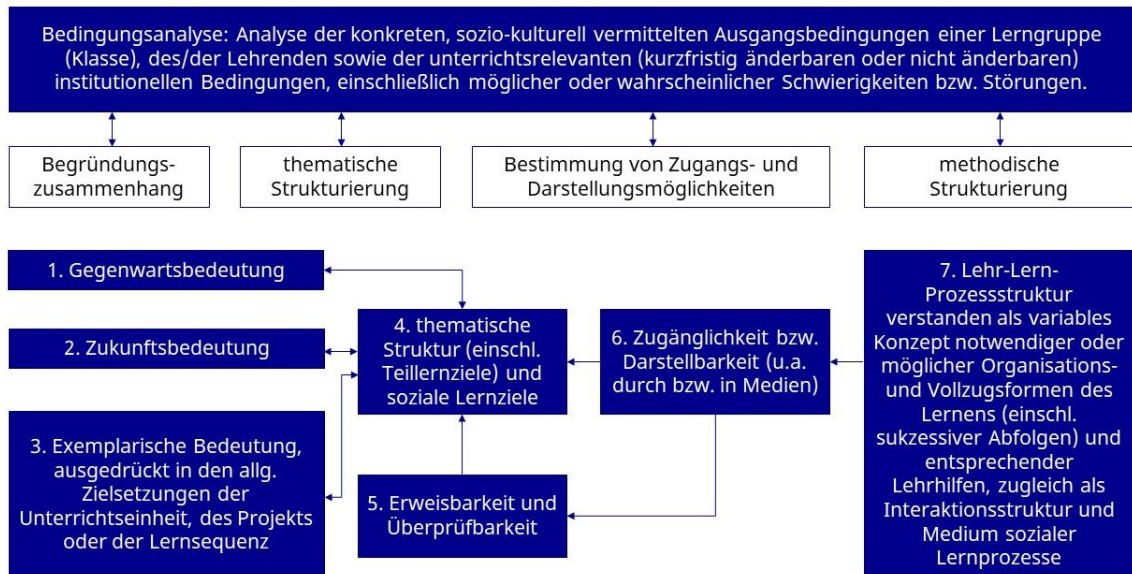 Bedingungsanalyse: Analyse der konkreten, sozio-kulturell vermittelten Ausgangsbedingungen einer Lerngruppe
(Klasse), des/der Lehrenden sowie der unterrichtsrelevanten (kurzfristig änderbaren oder nicht änderbaren)
institutionellen Bedingungen, einschließlich möglicher oder wahrscheinlicher Schwierigkeiten bzw. Störungen.
Begründungs-
zusammenhang
thematische
Strukturierung
Bestimmung von Zugangs- und
Darstellungsmöglichkeiten
methodische
Strukturierung
1. Gegenwartsbedeutung
2. Zukunftsbedeutung
3. Exemplarische Bedeutung,
ausgedrückt in den allg.
Zielsetzungen der
Unterrichtseinheit, des Projekts
oder der Lernsequenz
4. thematische
Struktur (einschl.
Teillernziele) und
soziale Lernziele
5. Erweisbarkeit und
Überprüfbarkeit
6. Zugänglichkeit bzw.
Darstellbarkeit (u.a.
durch bzw. in Medien)
7. Lehr-Lern-
Prozessstruktur
verstanden als variables
Konzept notwendiger oder
möglicher Organisations-
und Vollzugsformen des
Lernens (einschl.
sukzessiver Abfolgen) und
entsprechender
Lehrhilfen, zugleich als
Interaktionsstruktur und
Medium sozialer
Lernprozesse